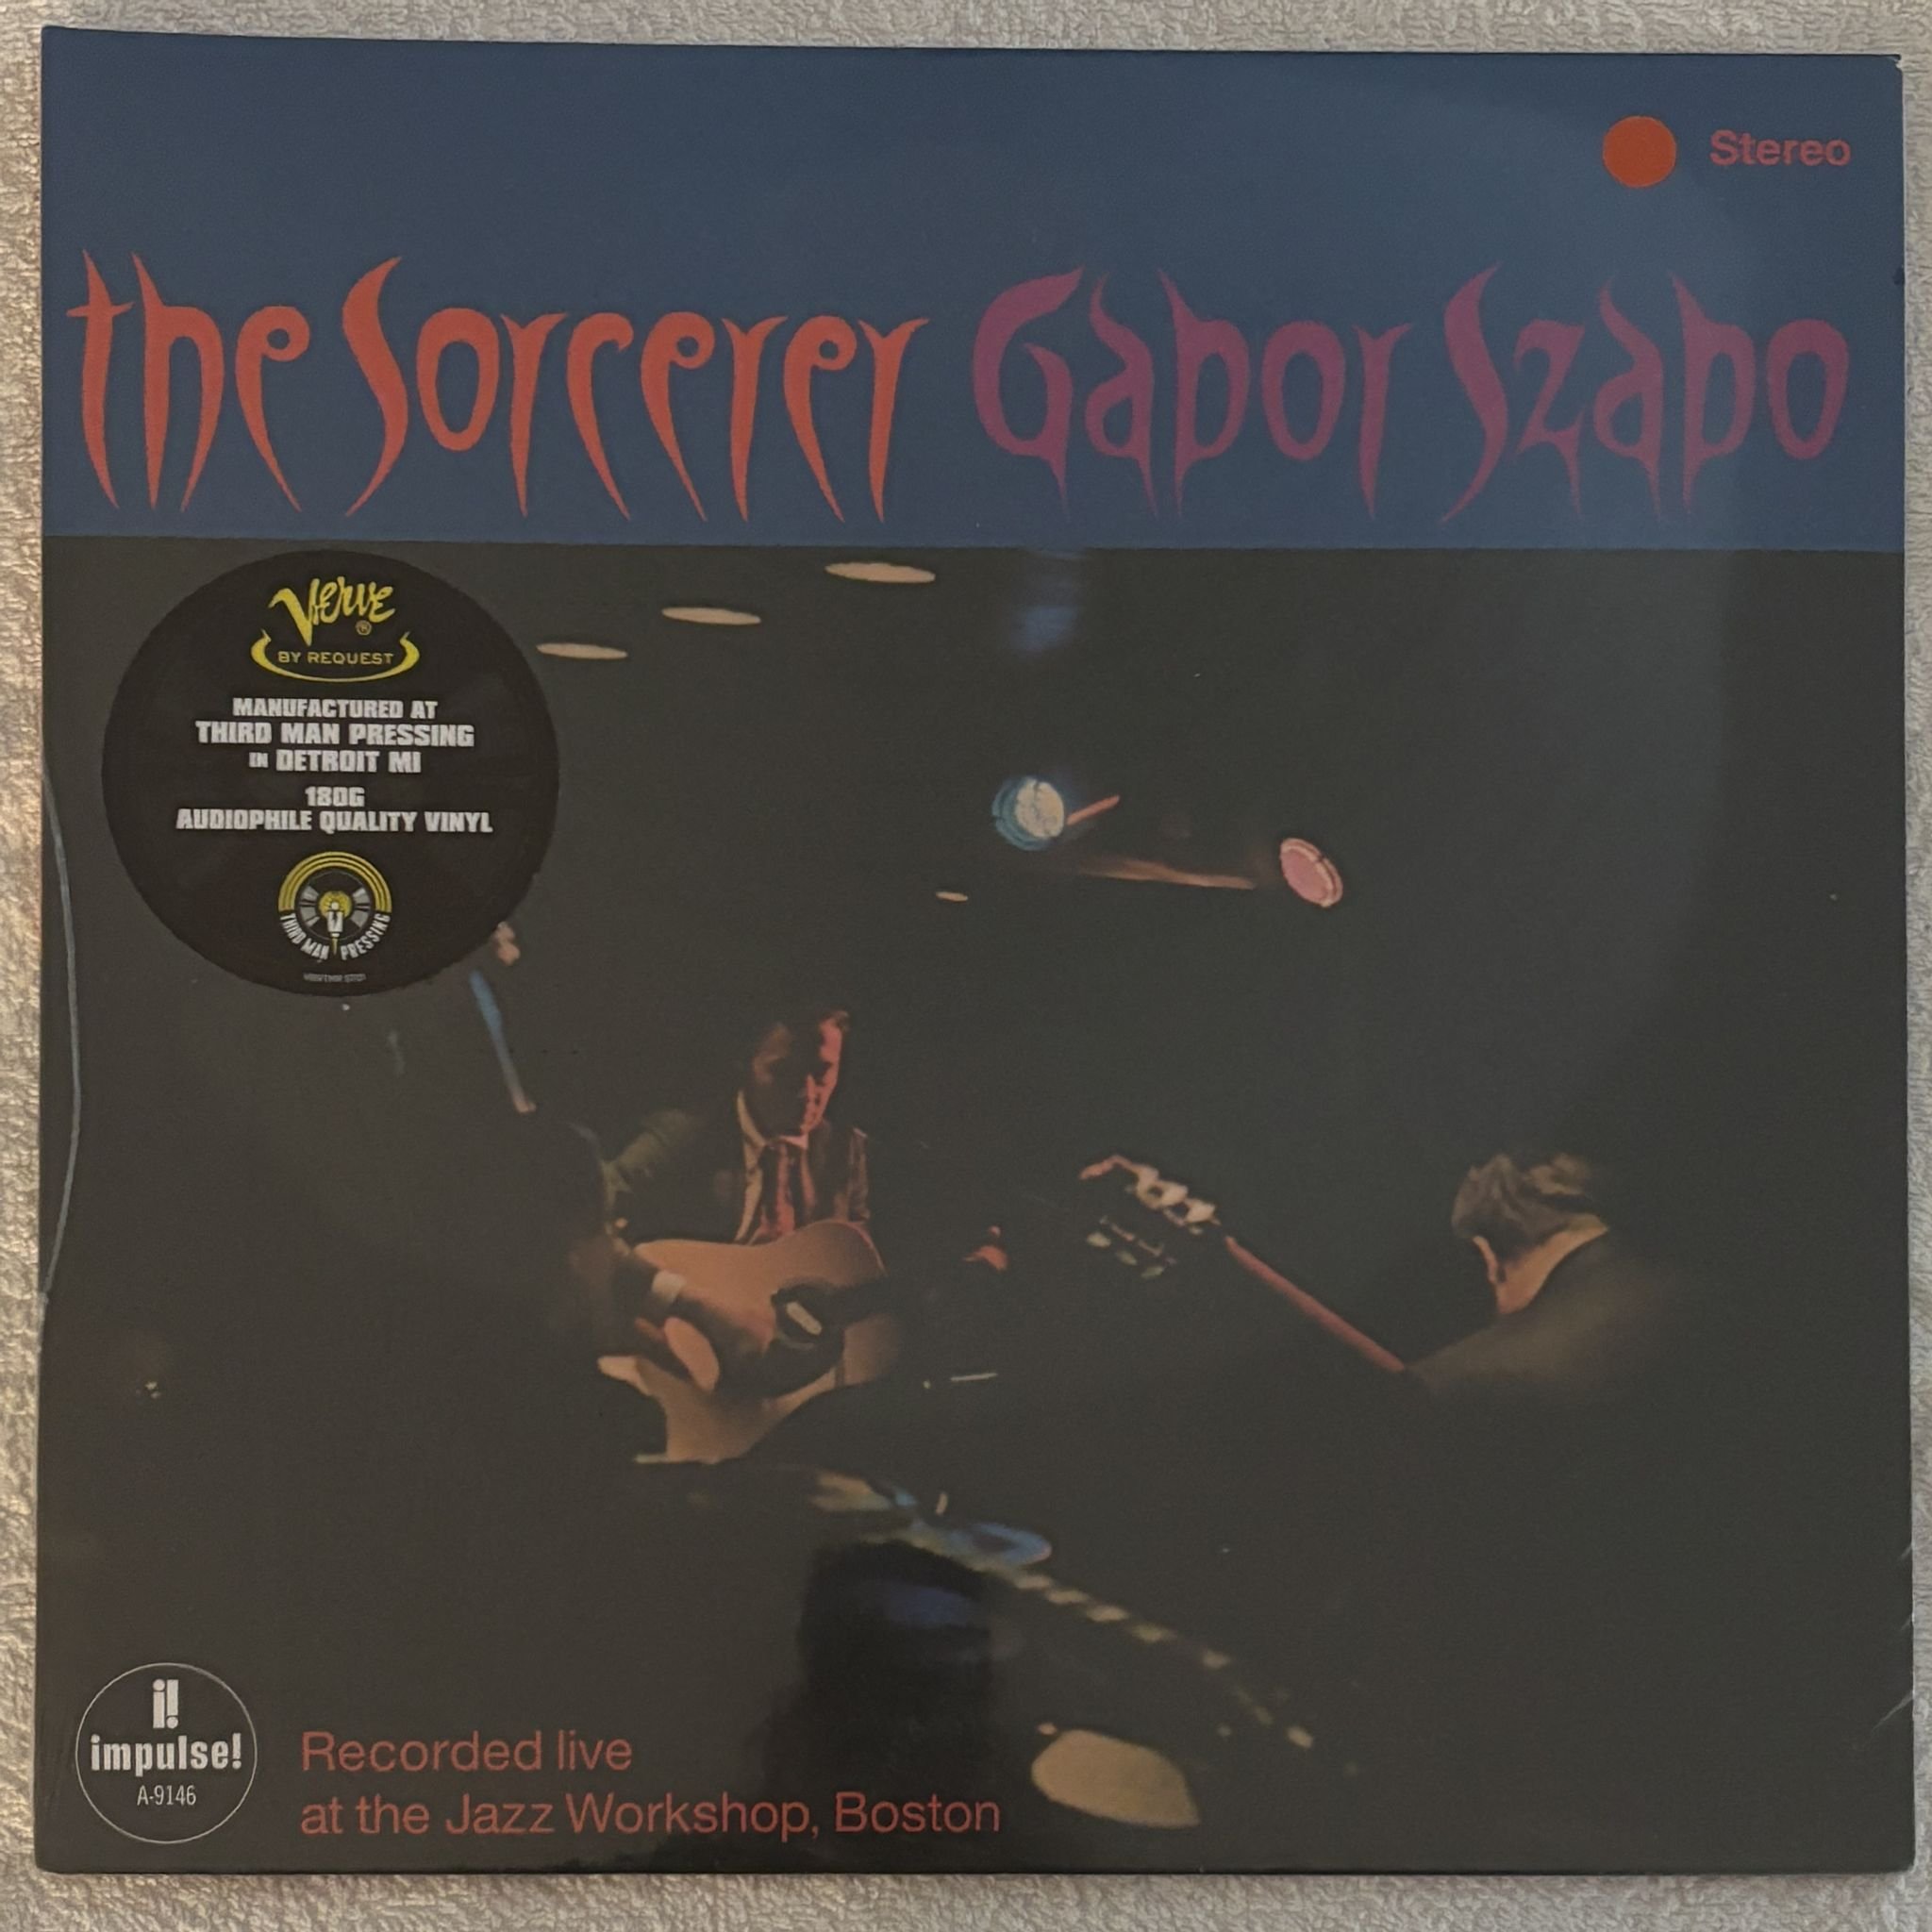 Stereo
the Sorcerer Gabor Szabo
Verve
BY REQUEST
MANUFACTURED AT
THIRD MAN PRESSING
IN DETROIT MI
180G
AUDIOPHILE QUALITY VINYL
THIRD MAN PRESSING
impulse!
A-9146
Recorded live
at the Jazz Workshop, Boston